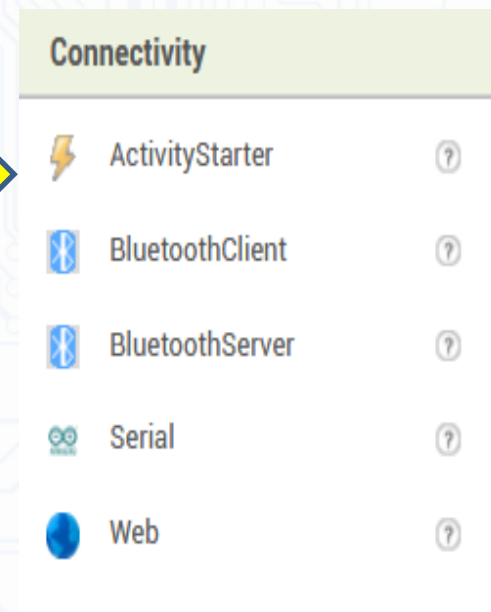 Connectivity
ActivityStarter ?
BluetoothClient ?
BluetoothServer ?
Serial ?
Web ?